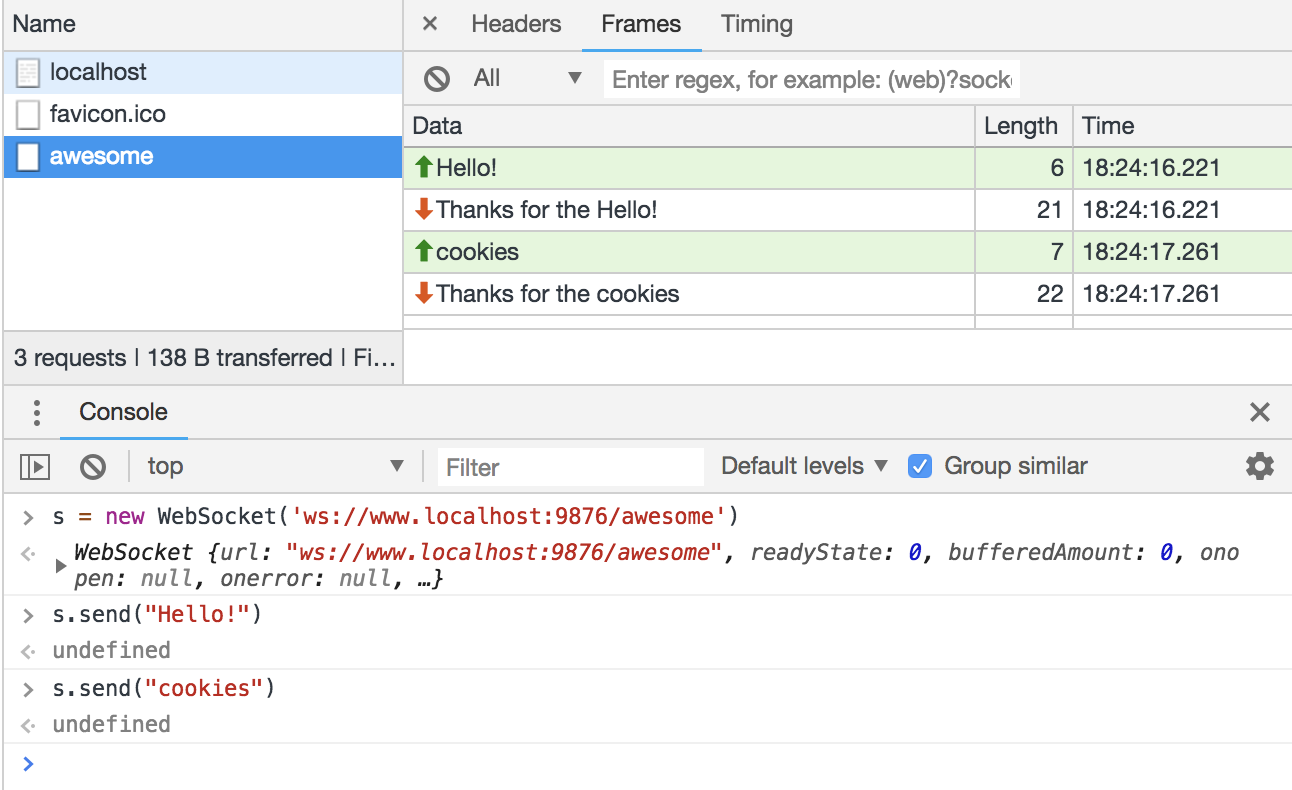 Name
× Headers Frames Timing
localhost
favicon.ico
awesome
All ▼ Enter regex, for example: (web)?sock
Data Length Time
Hello! 6 18:24:16.221
Thanks for the Hello! 21 18:24:16.221
cookies 7 18:24:17.261
Thanks for the cookies 22 18:24:17.261
3 requests | 138 B transferred | Fi...
Console
top ▼ Filter Default levels ▼ Group similar
> s = new WebSocket('ws://www.localhost:9876/awesome')
WebSocket {url: "ws://www.localhost:9876/awesome", readyState: 0, bufferedAmount: 0, ono
pen: null, onerror: null, …}
> s.send("Hello!")
undefined
> s.send("cookies")
undefined
>